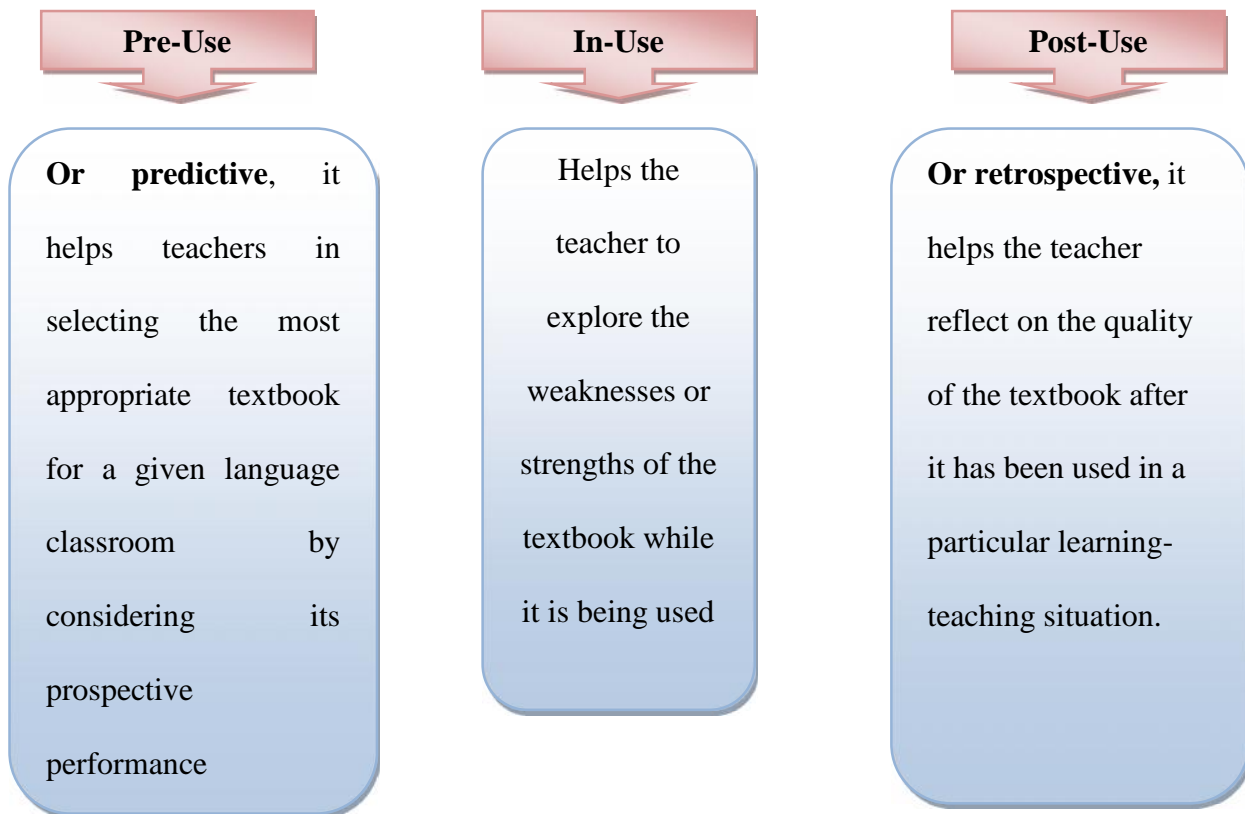 Pre-Use
Or predictive, it
helps teachers in
selecting the most
appropriate textbook
for a given language
classroom by
considering its
prospective
performance
In-Use
Helps the
teacher to
explore the
weaknesses or
strengths of the
textbook while
it is being used
Post-Use
Or retrospective, it
helps the teacher
reflect on the quality
of the textbook after
it has been used in a
particular learning-
teaching situation.